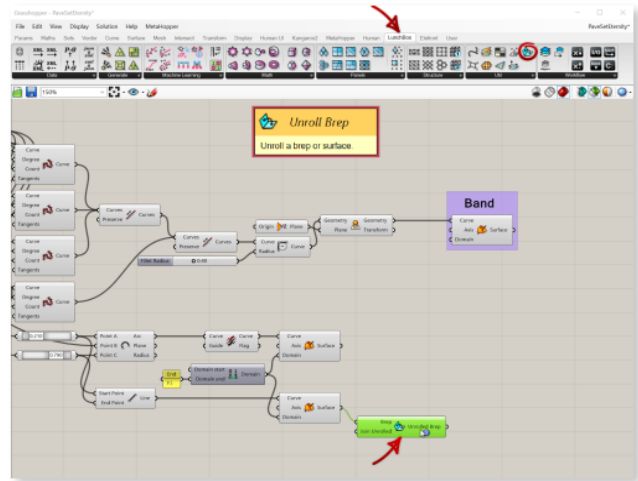 Grasshopper - PaveSetDentity*
File Edit View Display Solution Help MetaHopper PaveSetDentity*
Params Maths Sets Vector Curve Surface Mesh Intersect Transform Display Human UI Kangaroo2 MetaHopper Human LunchBox Elefront User
Data Generate Machine Learning Math Panels Structure Util Workflow
150%
Unroll Brep
Unroll a brep or surface.
Curve
Degree
Count Curve
Tangents
Curve
Degree
Count Curve
Tangents
Curves
Preserve Curves
Curves
Preserve Curves
Origin Plane
Curve
Radius Curve
Fillet Radius 0.40
Geometry Geometry
Plane Transform
Band
Curve
Axis Surface
Domain
Curve
Degree
Count Curve
Tangents
Curve
Degree
Count Curve
Tangents
0.210
0.790
Point A Arc
Point B Plane
Point C Radius
Curve Curve
Guide Flag
Curve
Axis Surface
Domain
End
Domain start
Domain end Domain
Start Point
End Point Line
Curve
Axis Surface
Domain
Brep
Join Unrolled Unrolled Brep